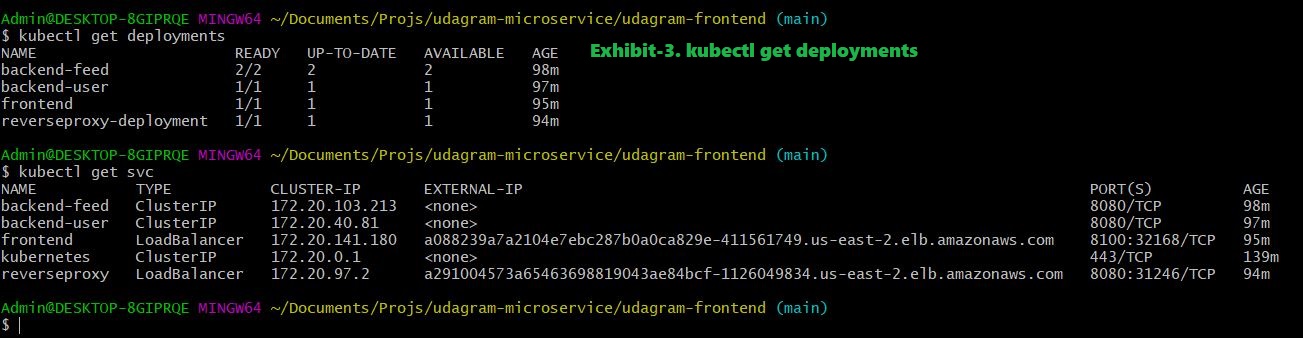 Admin@DESKTOP-8GIPRQE MINGW64 ~/Documents/Projs/udagram-microservice/udagram-frontend (main)
$ kubectl get deployments
NAME READY UP-TO-DATE AVAILABLE AGE Exhibit-3. kubectl get deployments
backend-feed 2/2 2 2 98m
backend-user 1/1 1 1 97m
frontend 1/1 1 1 95m
reverseproxy-deployment 1/1 1 1 94m
Admin@DESKTOP-8GIPRQE MINGW64 ~/Documents/Projs/udagram-microservice/udagram-frontend (main)
$ kubectl get svc
NAME TYPE CLUSTER-IP EXTERNAL-IP PORT(S) AGE
backend-feed ClusterIP 172.20.103.213 <none> 8080/TCP 98m
backend-user ClusterIP 172.20.40.81 <none> 8080/TCP 97m
frontend LoadBalancer 172.20.141.180 a088239a7a2104e7ebc287b0a0ca829e-411561749.us-east-2.elb.amazonaws.com 8100:32168/TCP 95m
kubernetes ClusterIP 172.20.0.1 <none> 443/TCP 139m
reverseproxy LoadBalancer 172.20.97.2 a291004573a65463698819043ae84bcf-1126049834.us-east-2.elb.amazonaws.com 8080:31246/TCP 94m
Admin@DESKTOP-8GIPRQE MINGW64 ~/Documents/Projs/udagram-microservice/udagram-frontend (main)
$